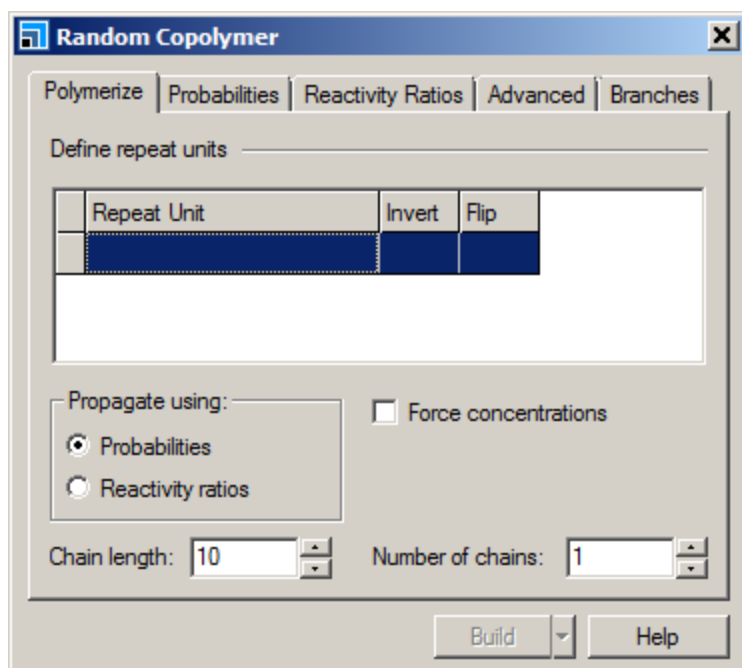 Random Copolymer
Polymerize Probabilities Reactivity Ratios Advanced Branches
Define repeat units
Repeat Unit Invert Flip
Propagate using:
Force concentrations
Probabilities
Reactivity ratios
Chain length: 10 Number of chains: 1
Build Help